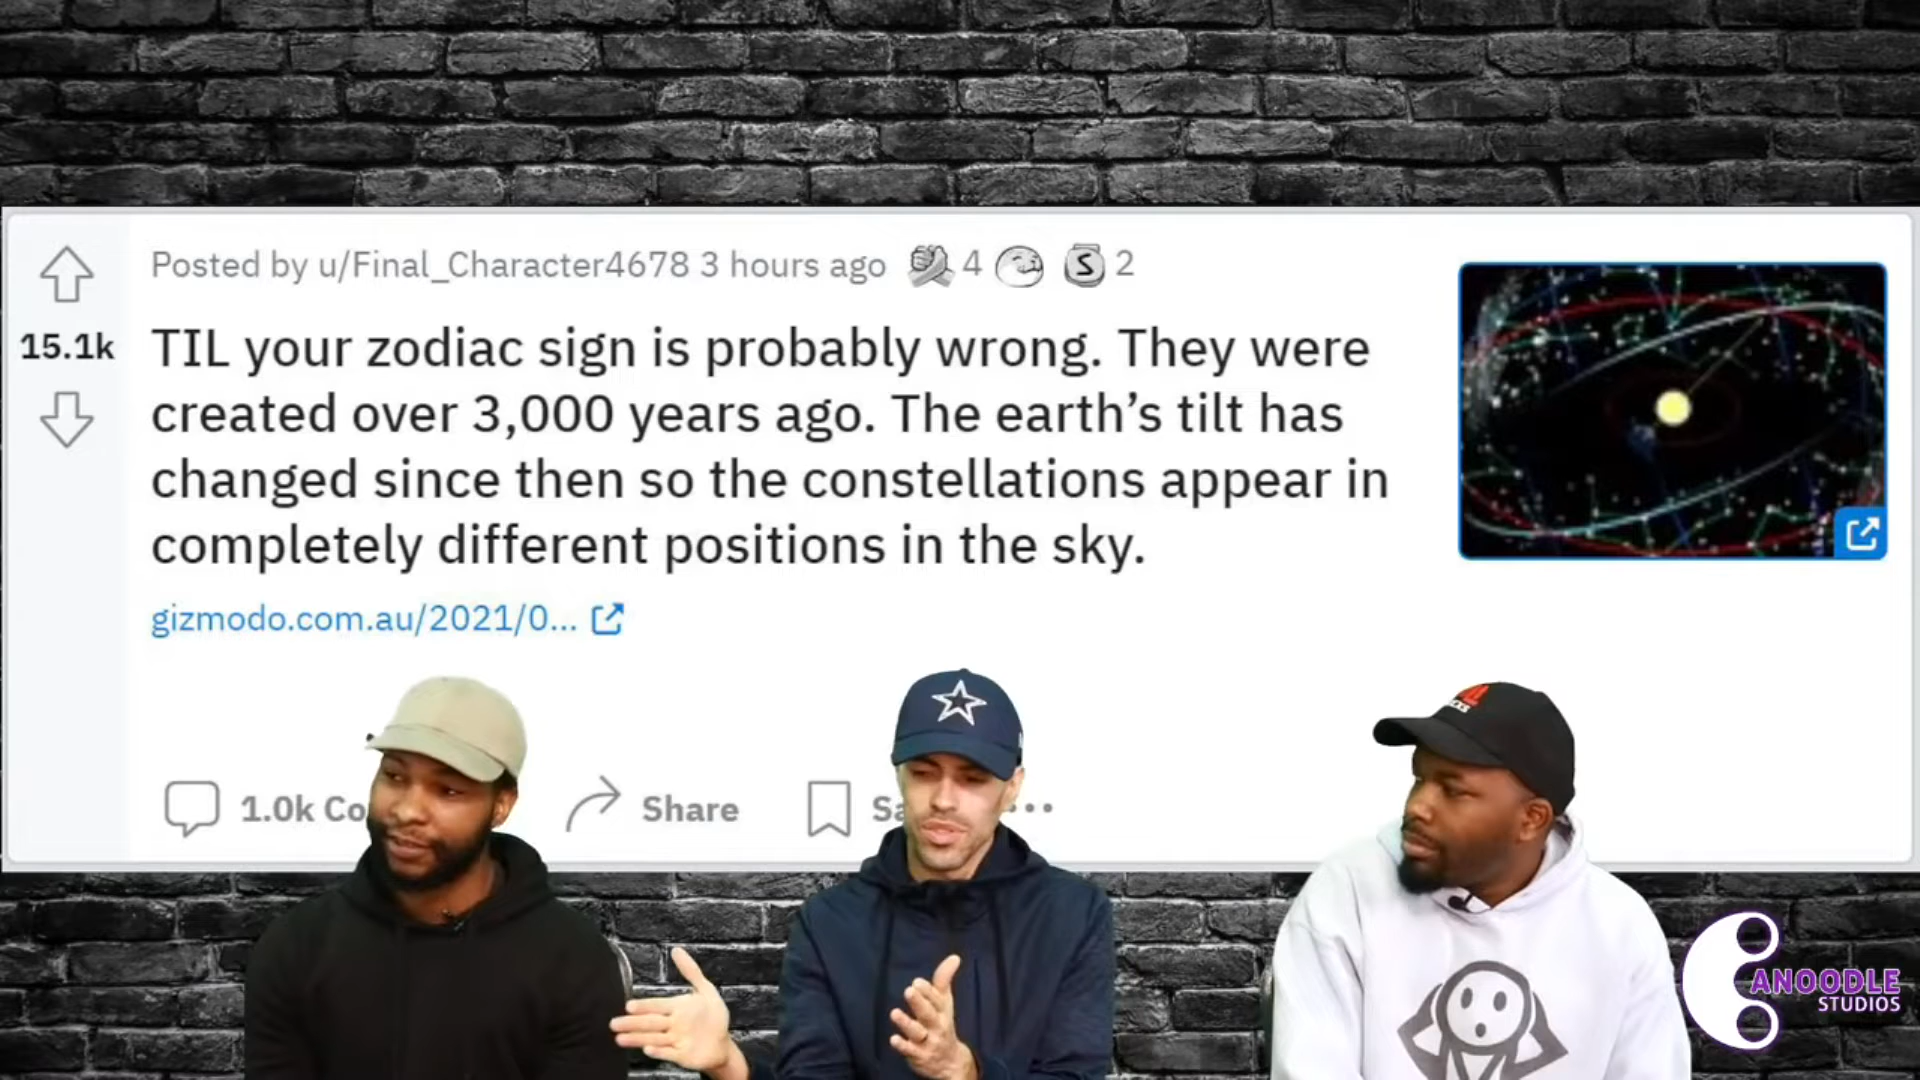 Posted by u/Final_Character4678 3 hours ago 4 S 2
15.1k
TIL your zodiac sign is probably wrong. They were
created over 3,000 years ago. The earth's tilt has
changed since then so the constellations appear in
completely different positions in the sky.
gizmodo.com.au/2021/0...
1.0k Share
ANOODLE
STUDIOS